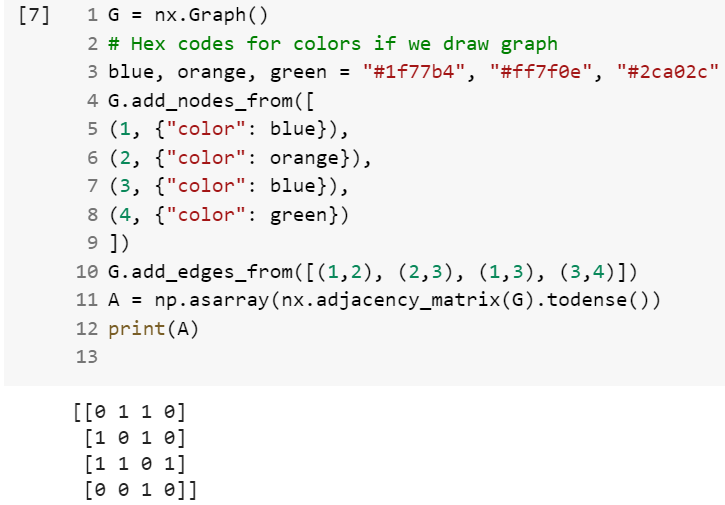 [7] 1 G = nx.Graph()
2 # Hex codes for colors if we draw graph
3 blue, orange, green = "#1f77b4", "#ff7f0e", "#2ca02c"
4 G.add_nodes_from([
5 (1, {"color": blue}),
6 (2, {"color": orange}),
7 (3, {"color": blue}),
8 (4, {"color": green})
9 ])
10 G.add_edges_from([(1,2), (2,3), (1,3), (3,4)])
11 A = np.asarray(nx.adjacency_matrix(G).todense())
12 print(A)
13
[[0 1 1 0]
[1 0 1 0]
[1 1 0 1]
[0 0 1 0]]